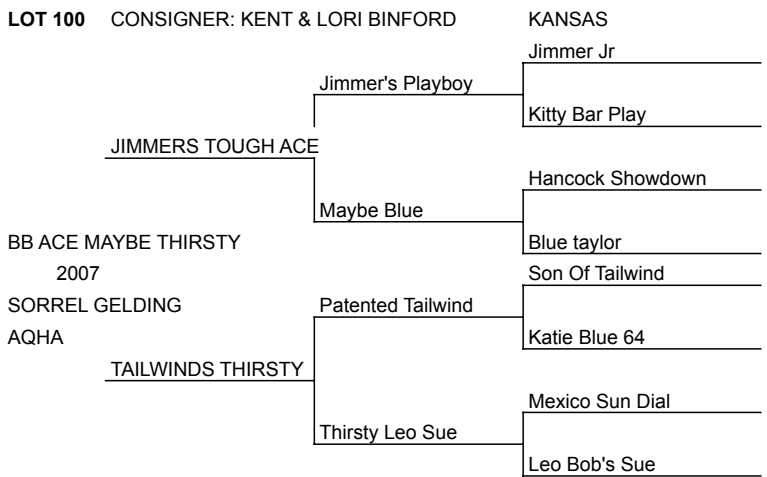 LOT 100 CONSIGNER: KENT & LORI BINFORD KANSAS
Jimmer Jr
Jimmer's Playboy
Kitty Bar Play
JIMMERS TOUGH ACE
Hancock Showdown
Maybe Blue
BB ACE MAYBE THIRSTY
Blue taylor
2007
Son Of Tailwind
SORREL GELDING
Patented Tailwind
AQHA
Katie Blue 64
TAILWINDS THIRSTY
Mexico Sun Dial
Thirsty Leo Sue
Leo Bob's Sue